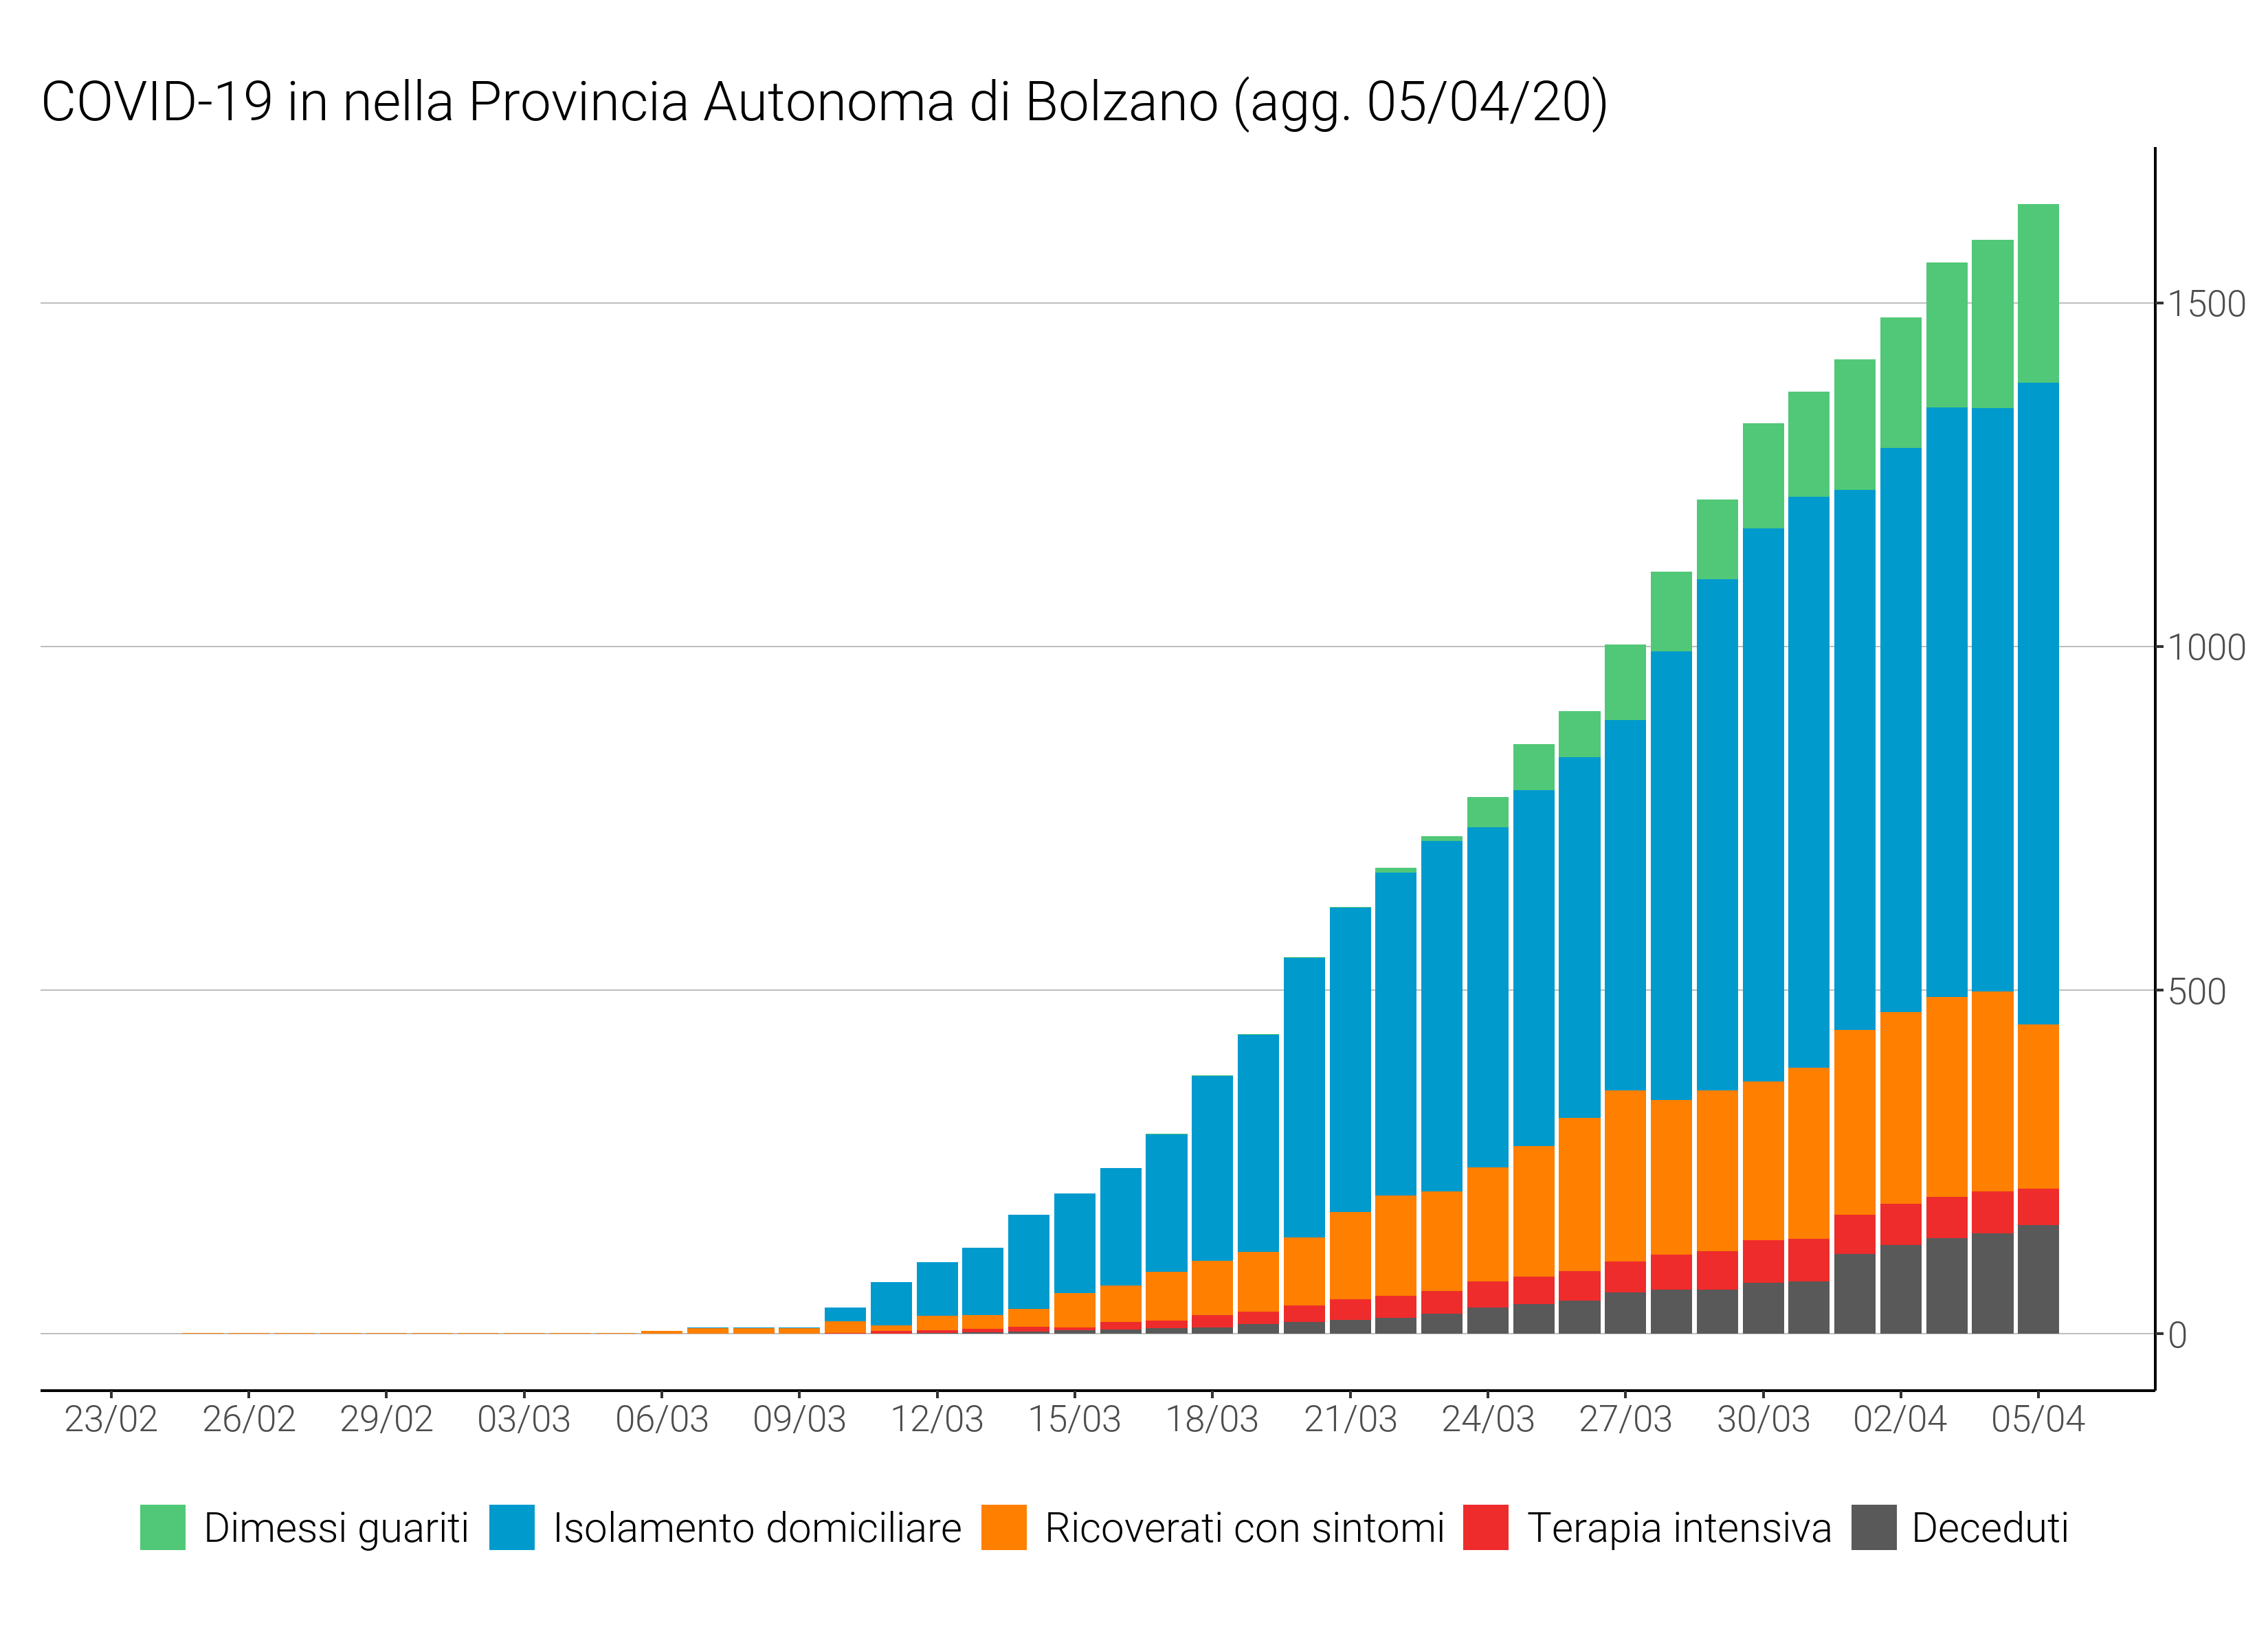 COVID-19 in nella Provincia Autonoma di Bolzano (agg. 05/04/20)
1500
1000
500
0
23/02 26/02 29/02 03/03 06/03 09/03 12/03 15/03 18/03 21/03 24/03 27/03 30/03 02/04 05/04
Dimessi guariti Isolamento domiciliare Ricoverati con sintomi Terapia intensiva Deceduti